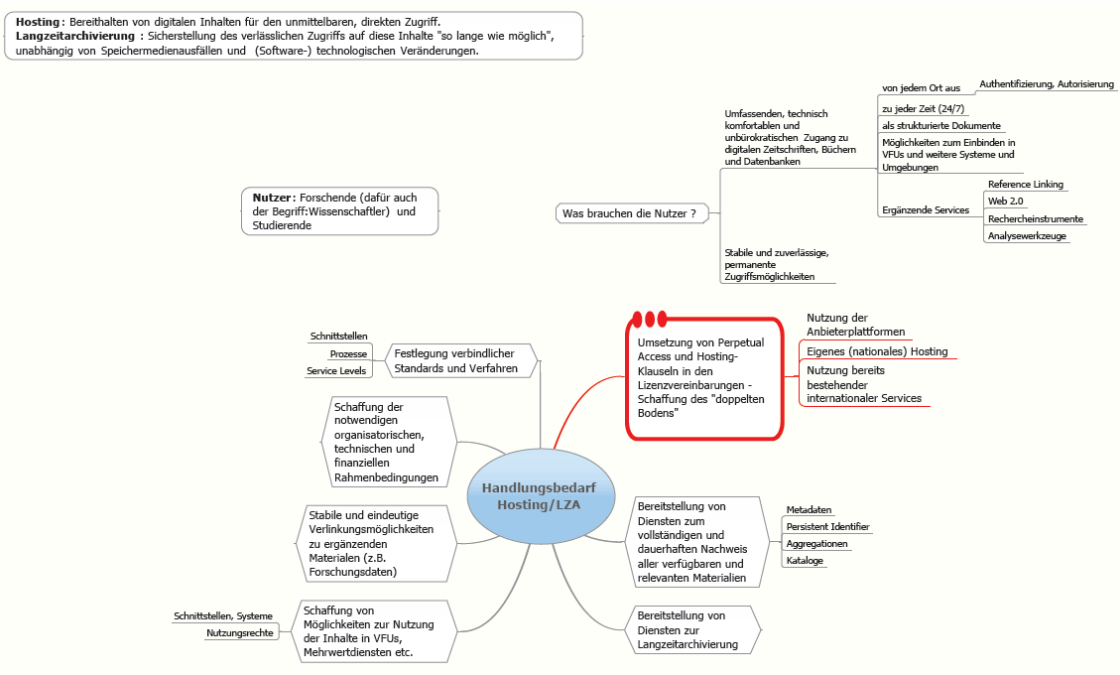 Hosting: Bereithalten von digitalen Inhalten für den unmittelbaren, direkten Zugriff.
Langzeitarchivierung : Sicherstellung des verlässlichen Zugriffs auf diese Inhalte "so lange wie möglich",
unabhängig von Speichermedienausfällen und (Software-) technologischen Veränderungen.
Nutzer: Forschende (dafür auch
der Begriff:Wissenschaftler) und
Studierende
Was brauchen die Nutzer ?
Umfassenden, technisch
komfortablen und
unbürokratischen Zugang zu
digitalen Zeitschriften, Büchern
und Datenbanken
von jedem Ort aus
Authentifizierung, Autorisierung
zu jeder Zeit (24/7)
als strukturierte Dokumente
Möglichkeiten zum Einbinden in
VFUs und weitere Systeme und
Umgebungen
Ergänzende Services
Reference Linking
Web 2.0
Rechercheinstrumente
Analysewerkzeuge
Stabile und zuverlässige,
permanente
Zugriffsmöglichkeiten
Handlungsbedarf
Hosting/LZA
Umsetzung von Perpetual
Access und Hosting-
Klauseln in den
Lizenzvereinbarungen -
Schaffung des "doppelten
Bodens"
Nutzung der
Anbieterplattformen
Eigenes (nationales) Hosting
Nutzung bereits
bestehender
internationaler Services
Bereitstellung von
Diensten zum
vollständigen und
dauerhaften Nachweis
aller verfügbaren und
relevanten Materialien
Metadaten
Persistent Identifier
Aggregationen
Kataloge
Bereitstellung von
Diensten zur
Langzeitarchivierung
Festlegung verbindlicher
Standards und Verfahren
Schnittstellen
Prozesse
Service Levels
Schaffung der
notwendigen
organisatorischen,
technischen und
finanziellen
Rahmenbedingungen
Stabile und eindeutige
Verlinkungsmöglichkeiten
zu ergänzenden
Materialien (z.B.
Forschungsdaten)
Schaffung von
Möglichkeiten zur Nutzung
der Inhalte in VFUs,
Mehrwertdiensten etc.
Schnittstellen, Systeme
Nutzungsrechte